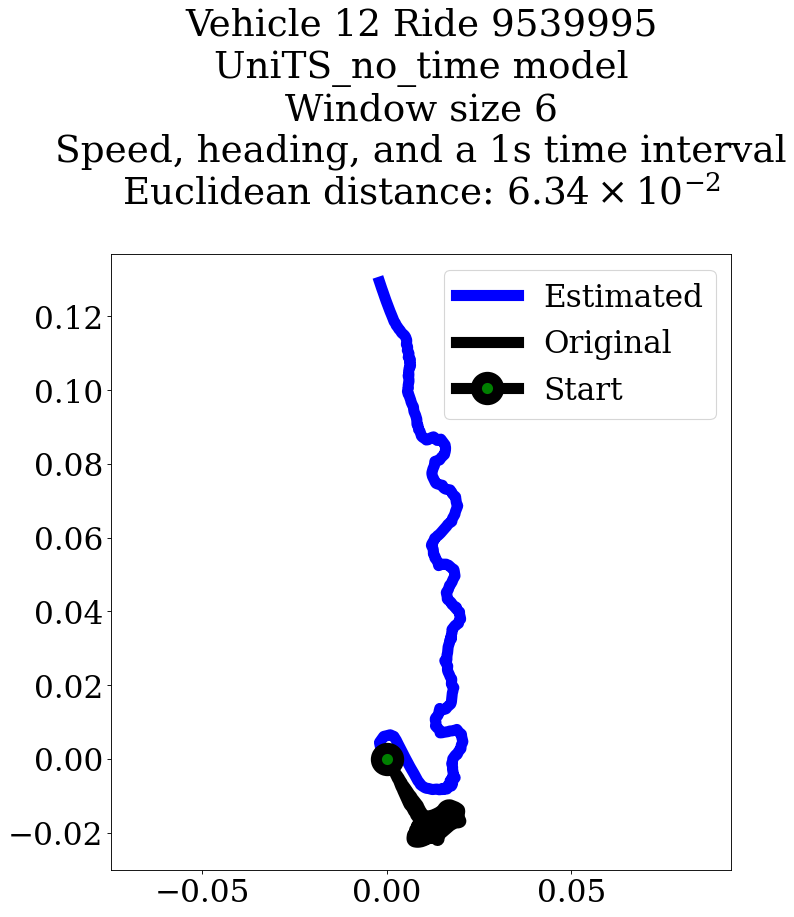 Vehicle 12 Ride 9539995
UniTS_no_time model
Window size 6
Speed, heading, and a 1s time interval
Euclidean distance: 6.34 × 10⁻²
Estimated
Original
Start
0.12
0.10
0.08
0.06
0.04
0.02
0.00
−0.02
−0.05 0.00 0.05